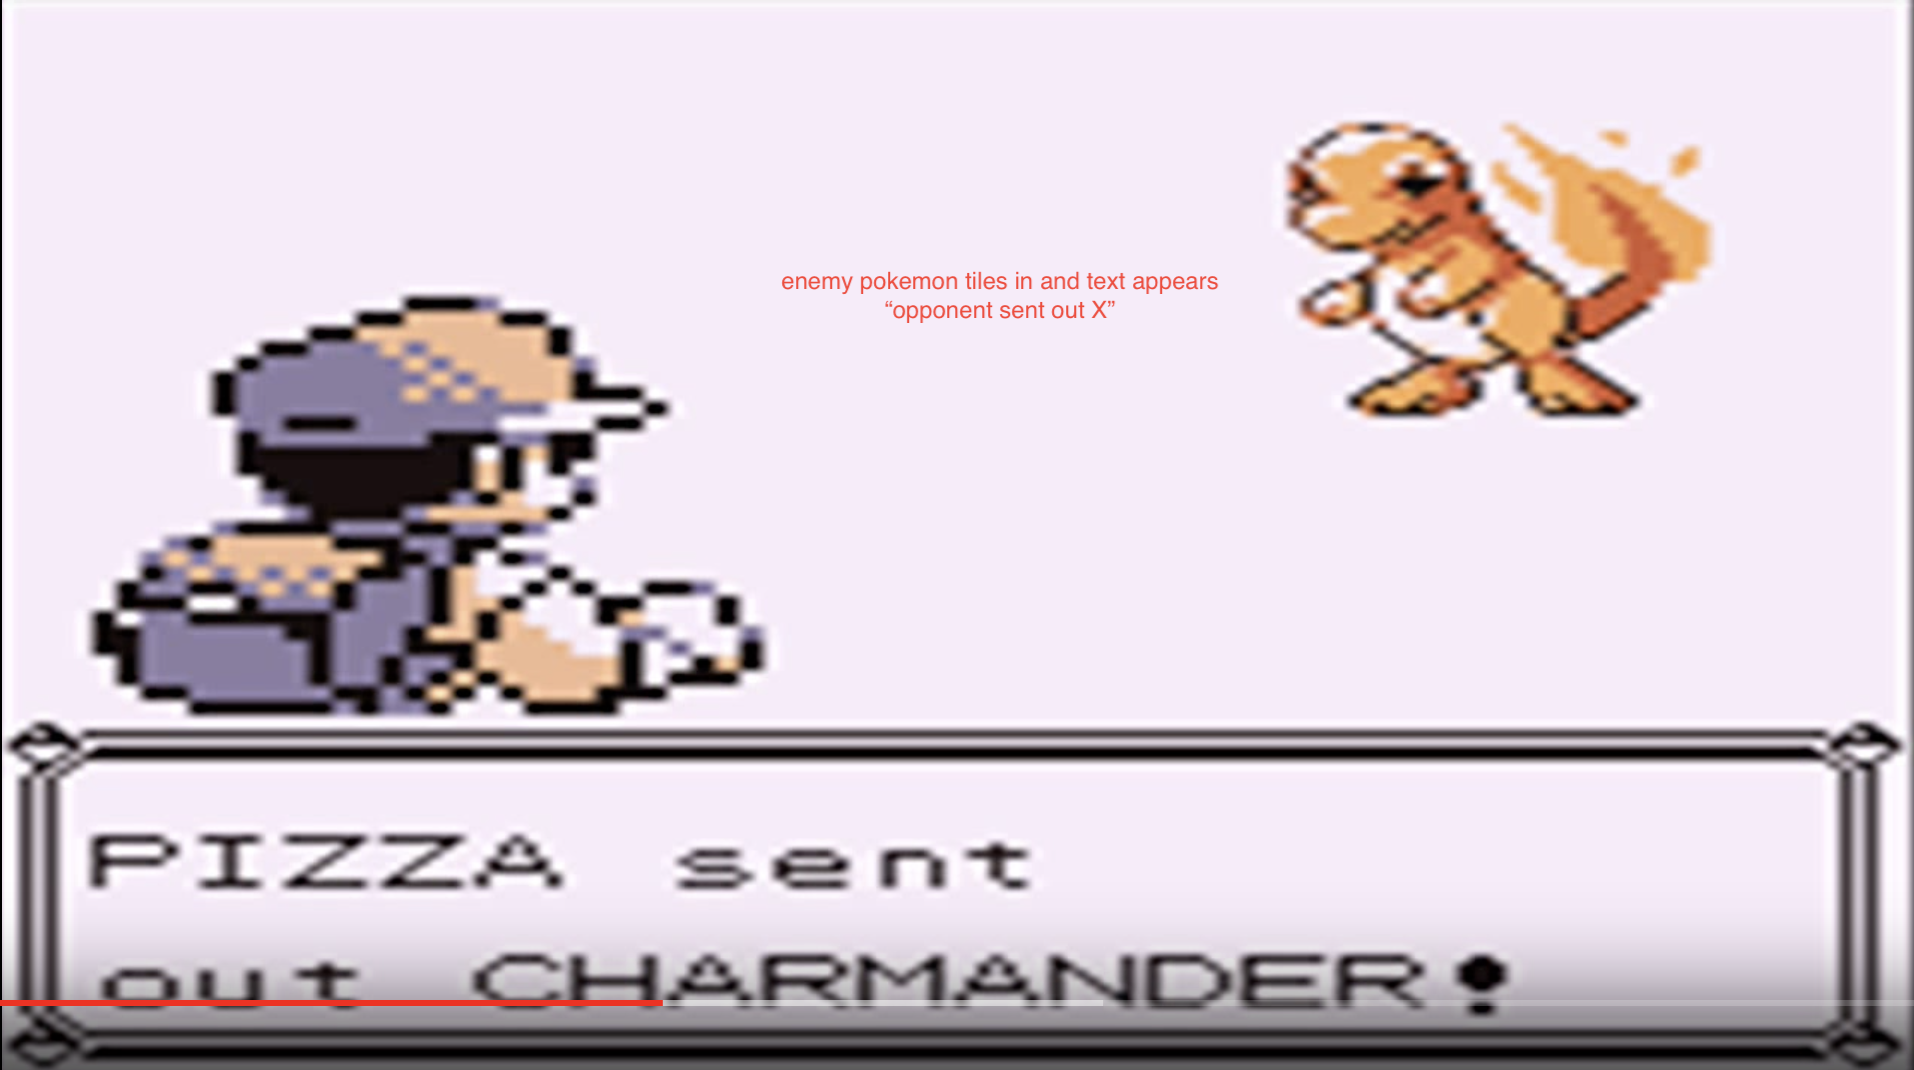 enemy pokemon tiles in and text appears
“opponent sent out X”
PIZZA sent
out CHARMANDER!